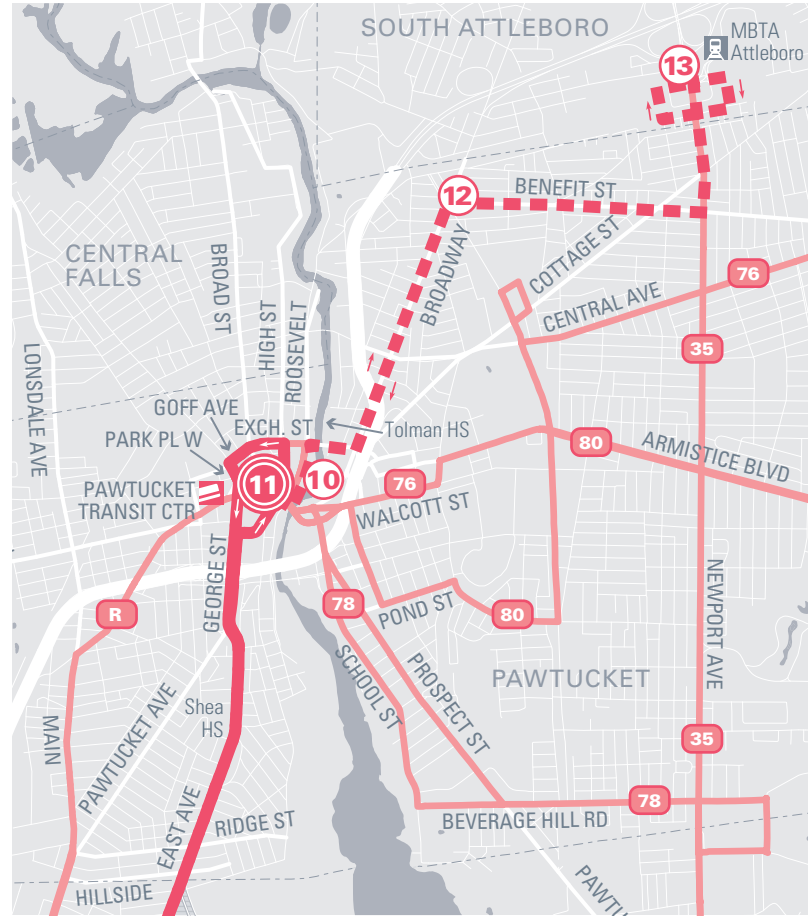 SOUTH ATTLEBORO
MBTA
Attleboro
13
12
BENEFIT ST
CENTRAL
FALLS
BROAD ST
HIGH ST
ROOSEVELT
BROADWAY
COTTAGE ST
CENTRAL AVE
76
35
LONSDALE AVE
GOFF AVE
PARK PL W
EXCH. ST
Tolman HS
PAWTUCKET
TRANSIT CTR
11
10
76
80
ARMISTICE BLVD
WALCOTT ST
GEORGE ST
R
78
POND ST
80
NEWPORT AVE
SCHOOL ST
PROSPECT ST
PAWTUCKET
MAIN
PAWTUCKET AVE
Shea
HS
35
78
BEVERAGE HILL RD
EAST AVE
RIDGE ST
HILLSIDE
PAWTU